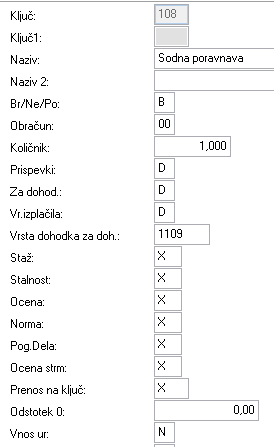 Ključ: 108
Ključ1:
Naziv: Sodna poravnava
Naziv 2:
Br/Ne/Po: B
Obračun: 00
Količnik: 1,000
Prispevki: D
Za dohod.: D
Vr.izplačila: D
Vrsta dohodka za doh.: 1109
Staž: X
Stalnost: X
Ocena: X
Norma: X
Pog.Dela: X
Ocena strm: X
Prenos na ključ: X
Odstotek 0: 0,00
Vnos ur: N